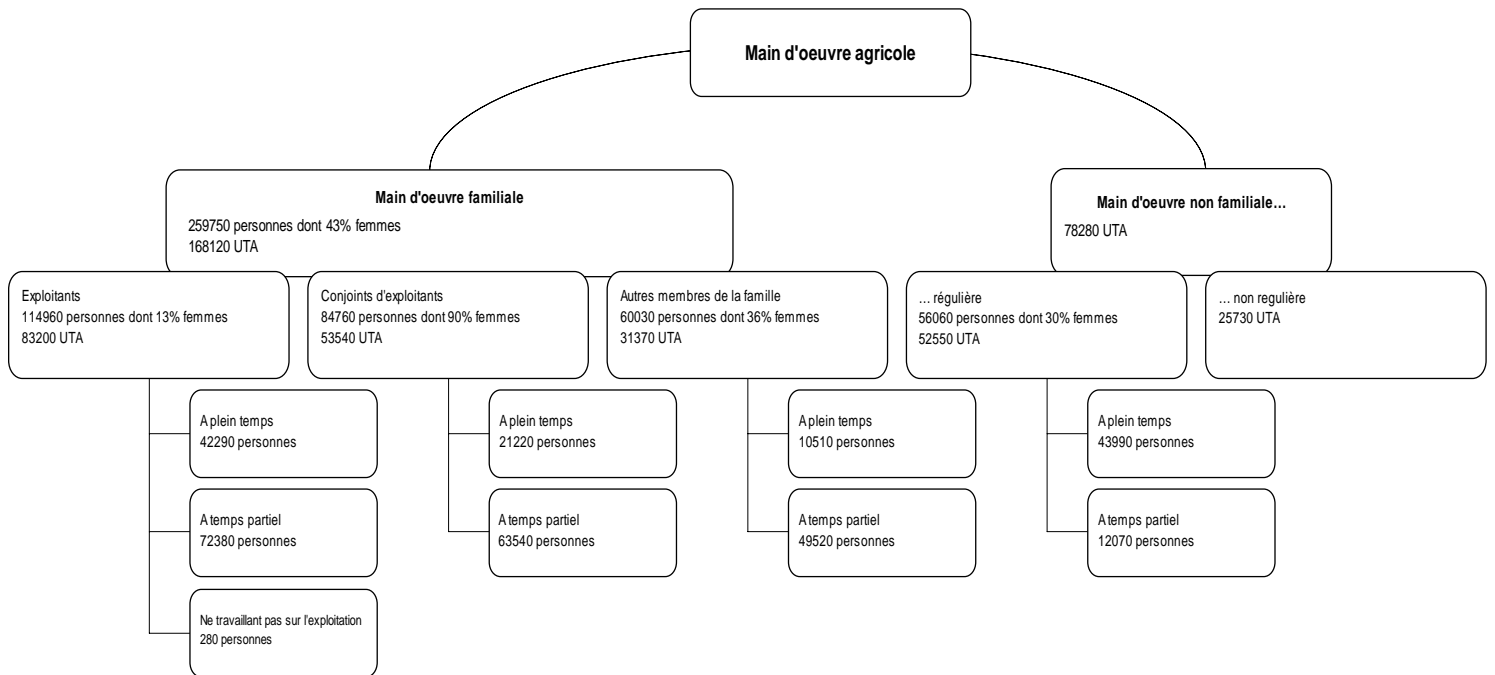 Main d'oeuvre agricole
Main d'oeuvre familiale
259750 personnes dont 43% femmes
168120 UTA
Main d'oeuvre non familiale...
78280 UTA
Exploitants
114960 personnes dont 13% femmes
83200 UTA
Conjoints d'exploitants
84760 personnes dont 90% femmes
53540 UTA
Autres membres de la famille
60030 personnes dont 36% femmes
31370 UTA
... régulière
56060 personnes dont 30% femmes
52550 UTA
... non regulière
25730 UTA
A plein temps
42290 personnes
A plein temps
21220 personnes
A plein temps
10510 personnes
A plein temps
43990 personnes
A temps partiel
72380 personnes
A temps partiel
63540 personnes
A temps partiel
49520 personnes
A temps partiel
12070 personnes
Ne travaillant pas sur l'exploitation
280 personnes